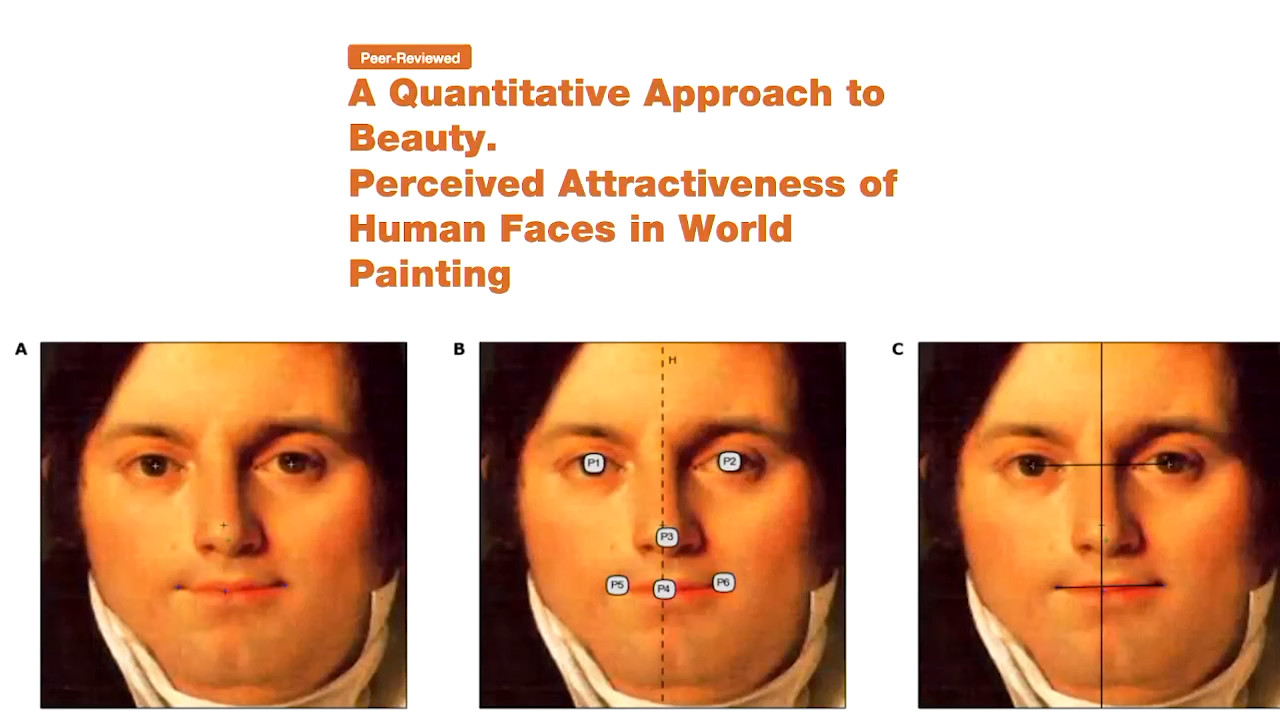 Peer-Reviewed
A Quantitative Approach to
Beauty.
Perceived Attractiveness of
Human Faces in World
Painting
A
B
C
H
P1
P2
P3
P5
P4
P6